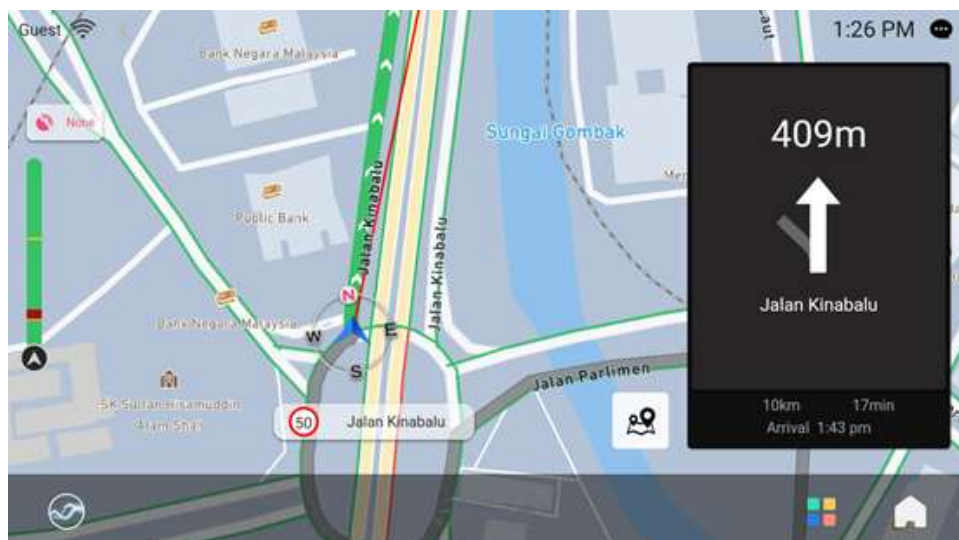 Guest
1:26 PM
Bank Negara Malaysia
None
Sungai Gombak
409m
Public Bank
Jalan Kinabalu
Jalan Kinabalu
Jalan Kinabalu
N
W
E
S
Bank Negara Malaysia
Jalan Parlimen
SK Sultan Hisamuddin
Alam Shah
50
Jalan Kinabalu
10km 17min
Arrival 1:43 pm